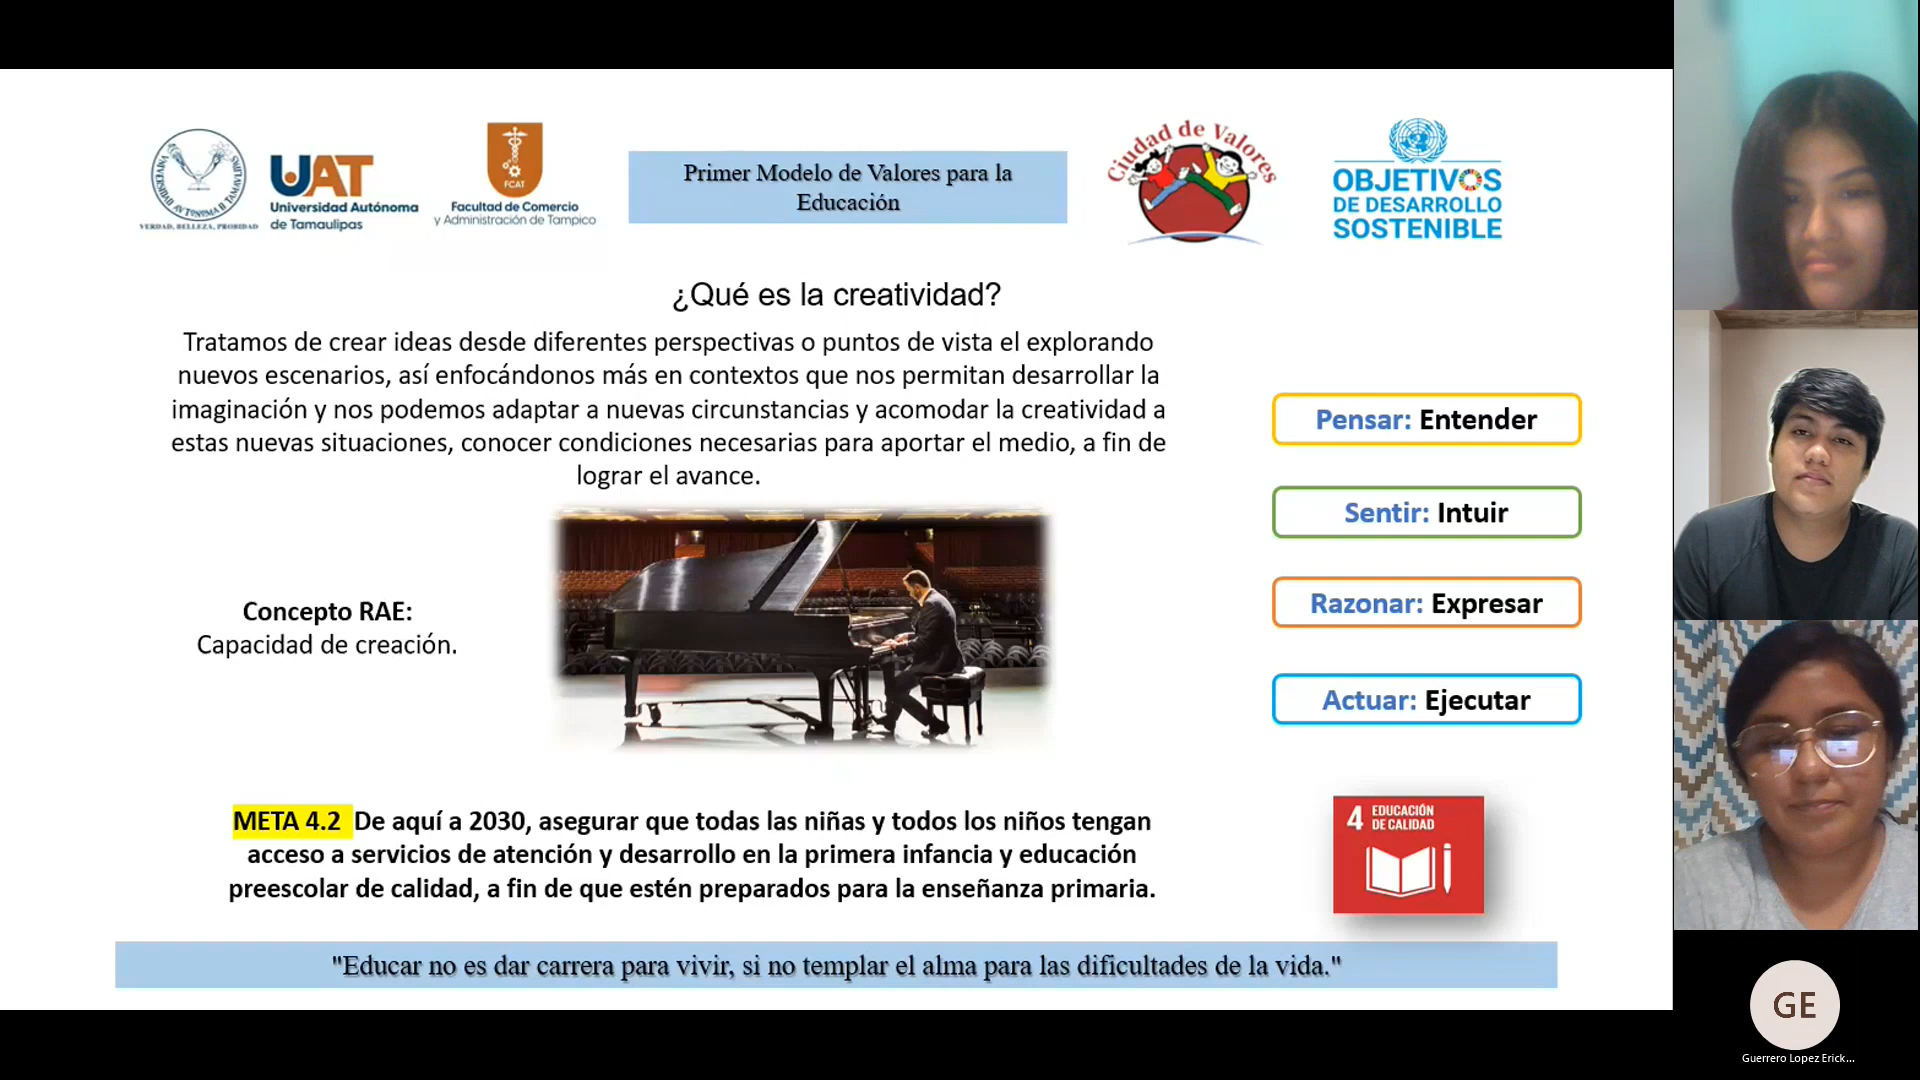 UNIVERSIDAD AUTÓNOMA DE TAMAULIPAS
VERDAD, BELLEZA, PROBIDAD
UAT
Universidad Autónoma
de Tamaulipas
FCAT
Facultad de Comercio
y Administración de Tampico
Primer Modelo de Valores para la
Educación
Ciudad de Valores
OBJETIVOS
DE DESARROLLO
SOSTENIBLE
¿Qué es la creatividad?
Tratamos de crear ideas desde diferentes perspectivas o puntos de vista el explorando
nuevos escenarios, así enfocándonos más en contextos que nos permitan desarrollar la
imaginación y nos podemos adaptar a nuevas circunstancias y acomodar la creatividad a
estas nuevas situaciones, conocer condiciones necesarias para aportar el medio, a fin de
lograr el avance.
Pensar: Entender
Sentir: Intuir
Razonar: Expresar
Actuar: Ejecutar
Concepto RAE:
Capacidad de creación.
META 4.2 De aquí a 2030, asegurar que todas las niñas y todos los niños tengan
acceso a servicios de atención y desarrollo en la primera infancia y educación
preescolar de calidad, a fin de que estén preparados para la enseñanza primaria.
4 EDUCACIÓN
DE CALIDAD
"Educar no es dar carrera para vivir, si no templar el alma para las dificultades de la vida."
GE
Guerrero Lopez Erick...